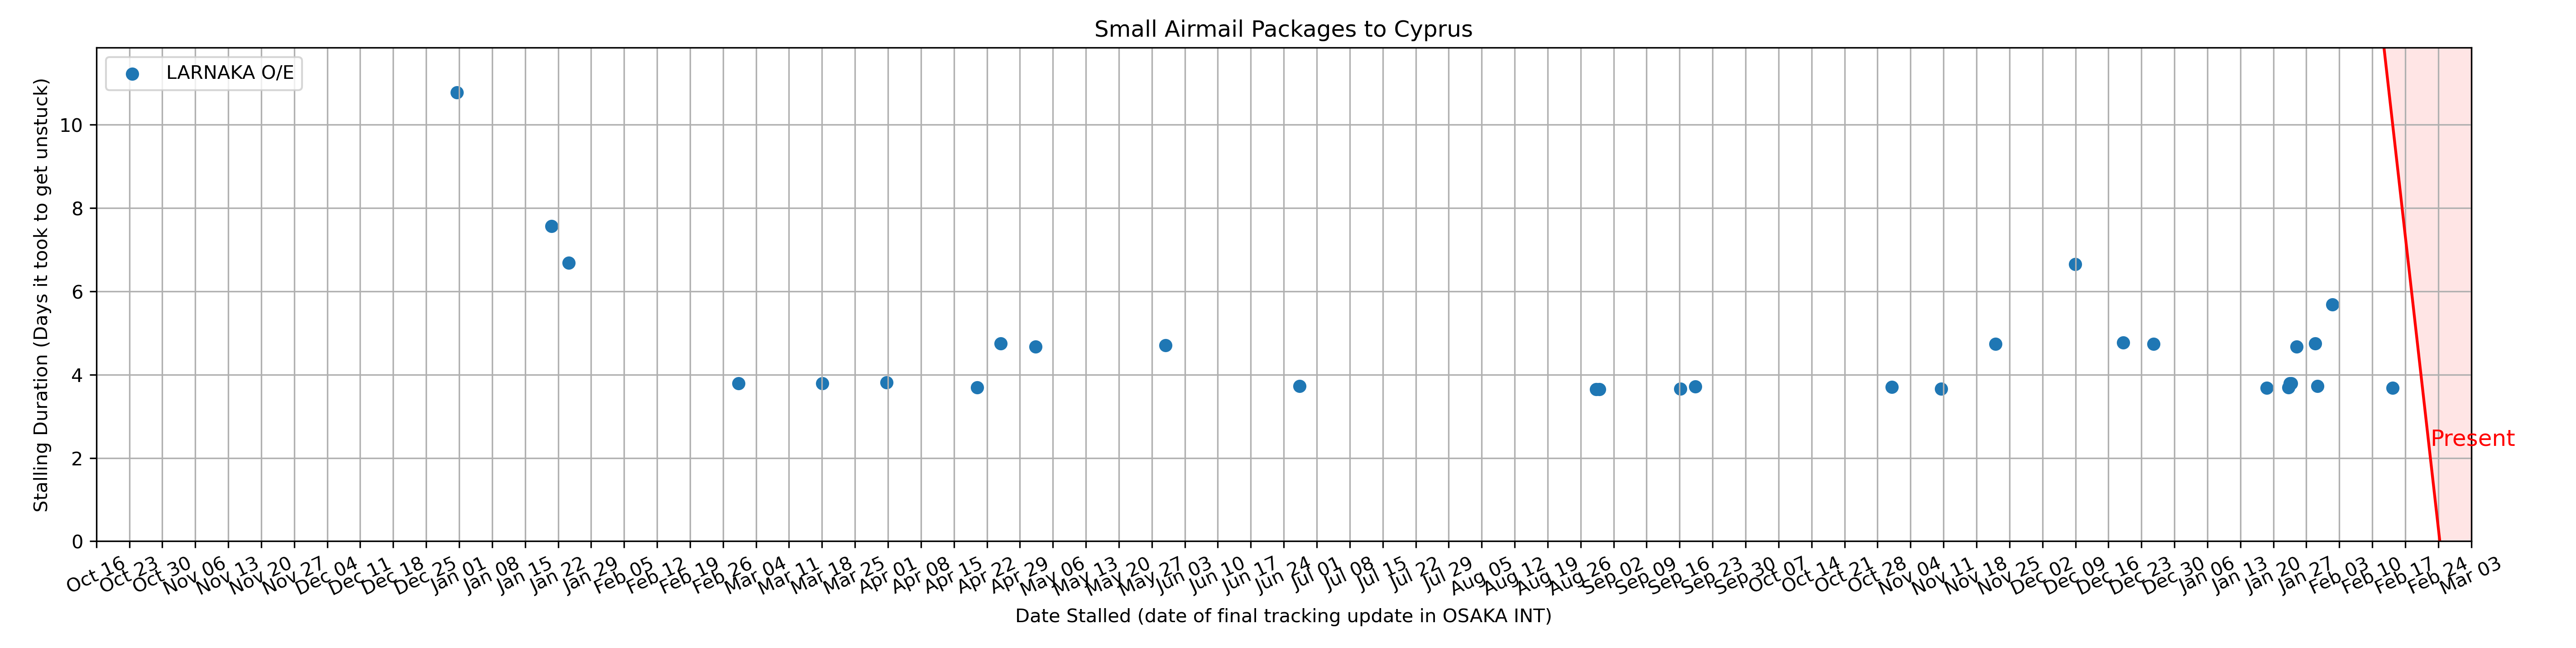 Small Airmail Packages to Cyprus
LARNAKA O/E
Stalling Duration (Days it took to get unstuck)
10
8
6
4
2
0
Present
Oct 16 Oct 23 Oct 30 Nov 06 Nov 13 Nov 20 Nov 27 Dec 04 Dec 11 Dec 18 Dec 25 Jan 01 Jan 08 Jan 15 Jan 22 Jan 29 Feb 05 Feb 12 Feb 19 Feb 26 Mar 04 Mar 11 Mar 18 Mar 25 Apr 01 Apr 08 Apr 15 Apr 22 Apr 29 May 06 May 13 May 20 May 27 Jun 03 Jun 10 Jun 17 Jun 24 Jul 01 Jul 08 Jul 15 Jul 22 Jul 29 Aug 05 Aug 12 Aug 19 Aug 26 Sep 02 Sep 09 Sep 16 Sep 23 Sep 30 Oct 07 Oct 14 Oct 21 Oct 28 Nov 04 Nov 11 Nov 18 Nov 25 Dec 02 Dec 09 Dec 16 Dec 23 Dec 30 Jan 06 Jan 13 Jan 20 Jan 27 Feb 03 Feb 10 Feb 17 Feb 24 Mar 03
Date Stalled (date of final tracking update in OSAKA INT)